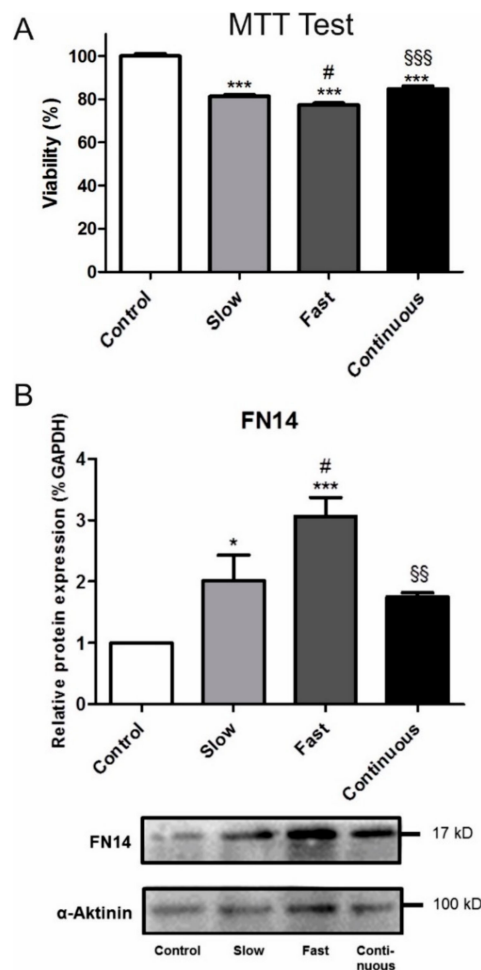 A
MTT Test
Viability (%)
100
80
60
40
20
0
***
#
***
§§§
***
Control
Slow
Fast
Continuous
B
FN14
Relative protein expression (% GAPDH)
4
3
2
1
0
*
#
***
§§
Control
Slow
Fast
Continuous
FN14
17 kD
α-Aktinin
100 kD
Control Slow Fast Conti-
nuous